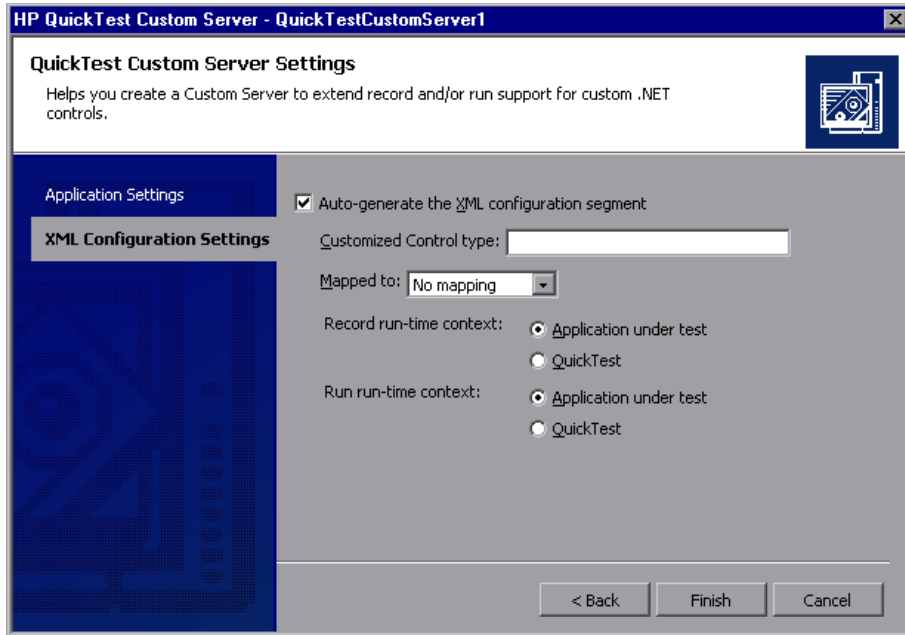 HP QuickTest Custom Server - QuickTestCustomServer1
QuickTest Custom Server Settings
Helps you create a Custom Server to extend record and/or run support for custom .NET
controls.
Application Settings
XML Configuration Settings
Auto-generate the XML configuration segment
Customized Control type:
Mapped to: No mapping
Record run-time context: Application under test
QuickTest
Run run-time context: Application under test
QuickTest
< Back Finish Cancel